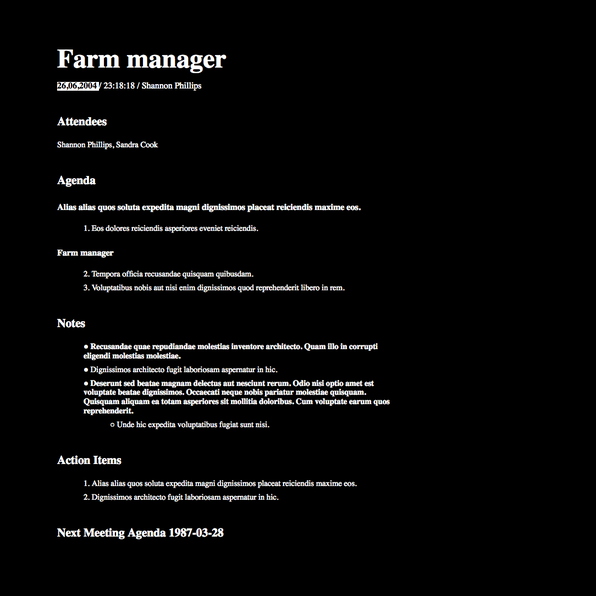 Farm manager
26,06,2004 / 23:18:18 / Shannon Phillips
Attendees
Shannon Phillips, Sandra Cook
Agenda
Alias alias quos soluta expedita magni dignissimos placeat reiciendis maxime eos.
1. Eos dolores reiciendis asperiores eveniet reiciendis.
Farm manager
2. Tempora officia recusandae quisquam quibusdam.
3. Voluptatibus nobis aut nisi enim dignissimos quod reprehenderit libero in rem.
Notes
● Recusandae quae repudiandae molestias inventore architecto. Quam illo in corrupti
eligendi molestias molestiae.
● Dignissimos architecto fugit laboriosam aspernatur in hic.
● Deserunt sed beatae magnam delectus aut nesciunt rerum. Odio nisi optio amet est
voluptate beatae dignissimos. Occaecati neque nobis pariatur molestiae quisquam.
Quisquam aliquam ea totam asperiores sit mollitia doloribus. Cum voluptate earum quos
reprehenderit.
○ Unde hic expedita voluptatibus fugiat sunt nisi.
Action Items
1. Alias alias quos soluta expedita magni dignissimos placeat reiciendis maxime eos.
2. Dignissimos architecto fugit laboriosam aspernatur in hic.
Next Meeting Agenda 1987-03-28